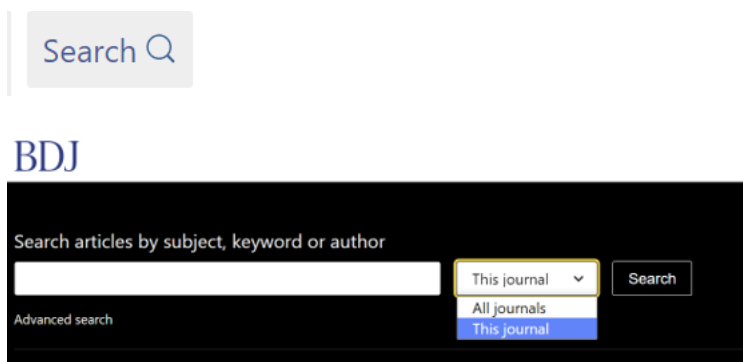 Search
BDJ
Search articles by subject, keyword or author
This journal
Search
All journals
This journal
Advanced search